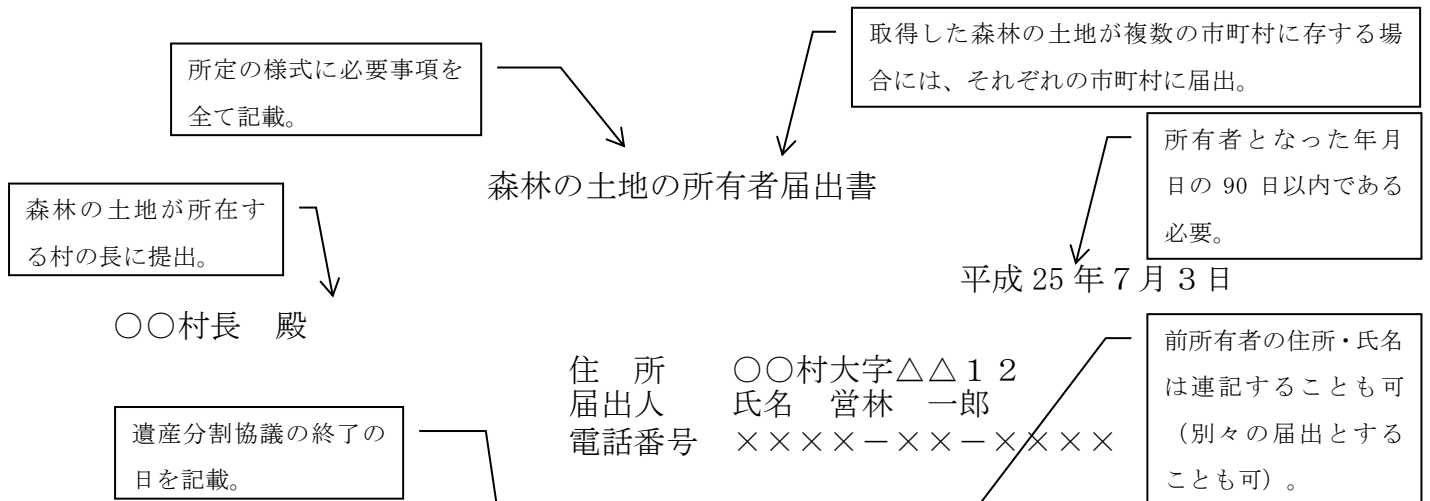 取得した森林の土地が複数の市町村に存する場
合には、それぞれの市町村に届出。
所定の様式に必要事項を
全て記載。
所有者となった年月
日の 90 日以内である
必要。
森林の土地の所有者届出書
森林の土地が所在す
る村の長に提出。
平成 25 年７月３日
○○村長　殿
前所有者の住所・氏名
は連記することも可
（別々の届出とする
ことも可）。
住　所　○○村大字△△１２
届出人　氏名　営林　一郎
電話番号　××××－××－××××
遺産分割協議の終了の
日を記載。